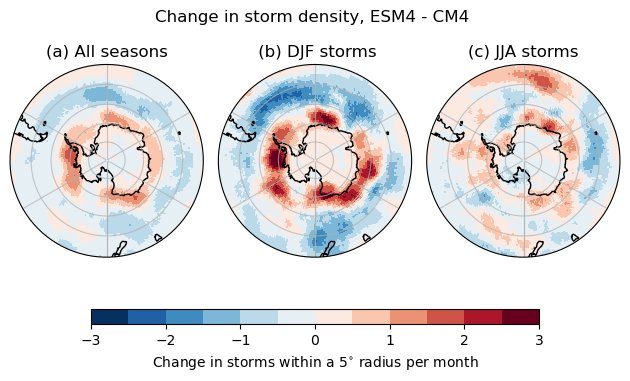 Change in storm density, ESM4 - CM4
(a) All seasons
(b) DJF storms
(c) JJA storms
−3 −2 −1 0 1 2 3
Change in storms within a 5° radius per month